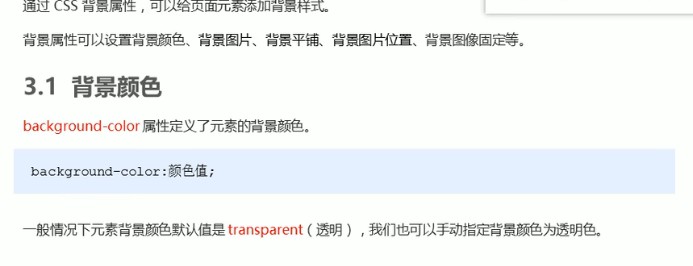 通过 CSS 背景属性，可以给页面元素添加背景样式。
背景属性可以设置背景颜色、背景图片、背景平铺、背景图片位置、背景图像固定等。
3.1 背景颜色
background-color 属性定义了元素的背景颜色。
background-color:颜色值;
一般情况下元素背景颜色默认值是 transparent（透明），我们也可以手动指定背景颜色为透明色。